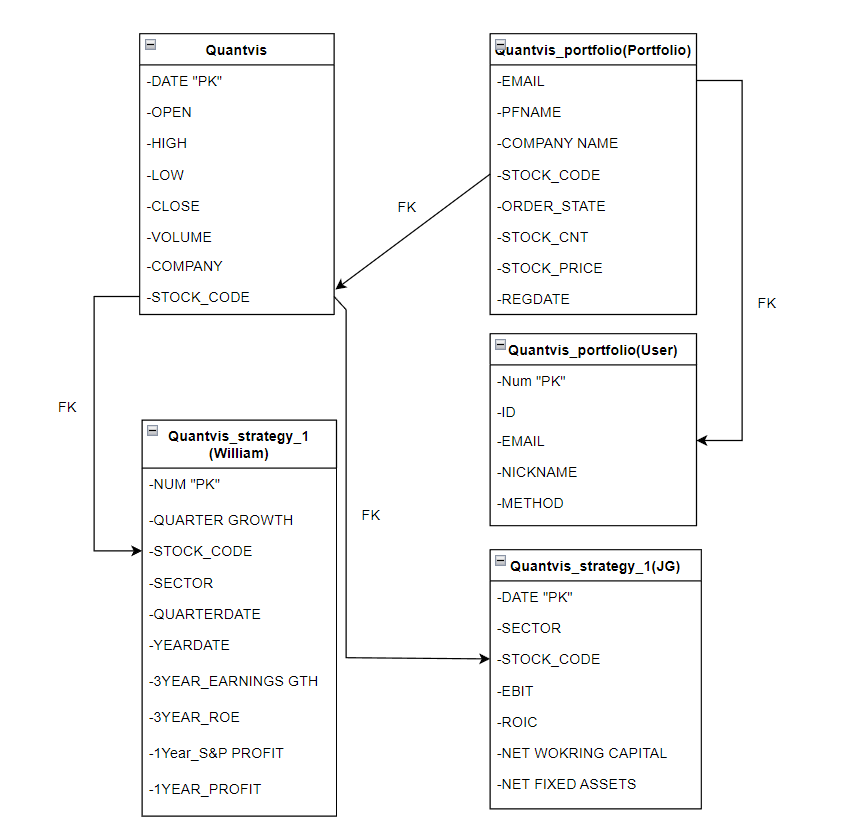 Quantvis
-DATE "PK"
-OPEN
-HIGH
-LOW
-CLOSE
-VOLUME
-COMPANY
-STOCK_CODE
Quantvis_portfolio(Portfolio)
-EMAIL
-PFNAME
-COMPANY NAME
-STOCK_CODE
-ORDER_STATE
-STOCK_CNT
-STOCK_PRICE
-REGDATE
FK
FK
Quantvis_portfolio(User)
-Num "PK"
-ID
-EMAIL
-NICKNAME
-METHOD
FK
Quantvis_strategy_1
(William)
-NUM "PK"
-QUARTER GROWTH
-STOCK_CODE
-SECTOR
-QUARTERDATE
-YEARDATE
-3YEAR_EARNINGS GTH
-3YEAR_ROE
-1Year_S&P PROFIT
-1YEAR_PROFIT
FK
Quantvis_strategy_1(JG)
-DATE "PK"
-SECTOR
-STOCK_CODE
-EBIT
-ROIC
-NET WOKRING CAPITAL
-NET FIXED ASSETS